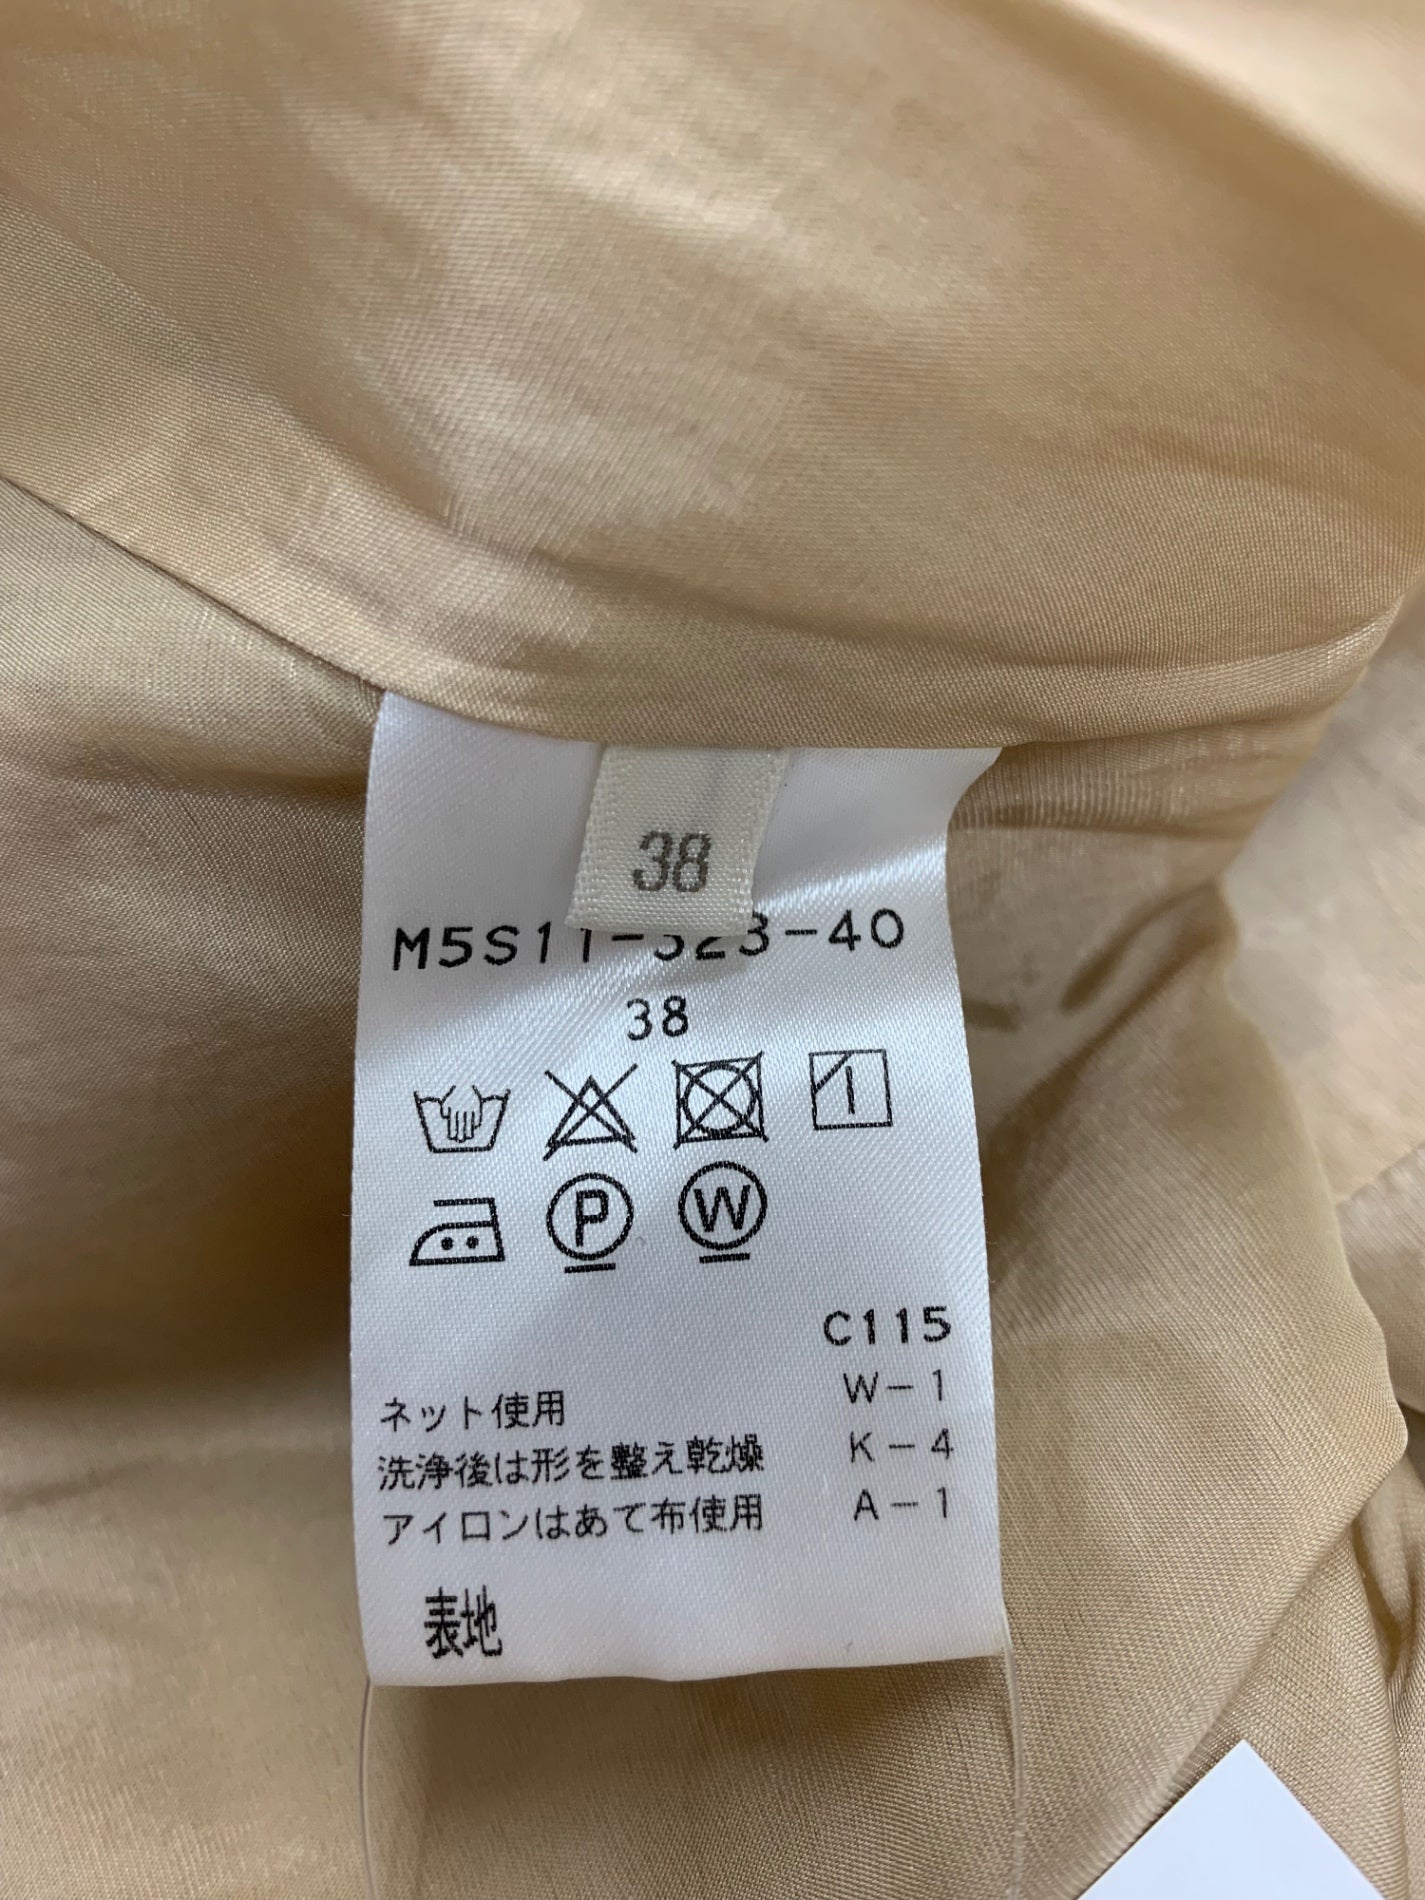 38
M5S11-323-40
38
P W
C115
W-1
ネット使用
K-4
洗浄後は形を整え乾燥
A-1
アイロンはあて布使用
表地